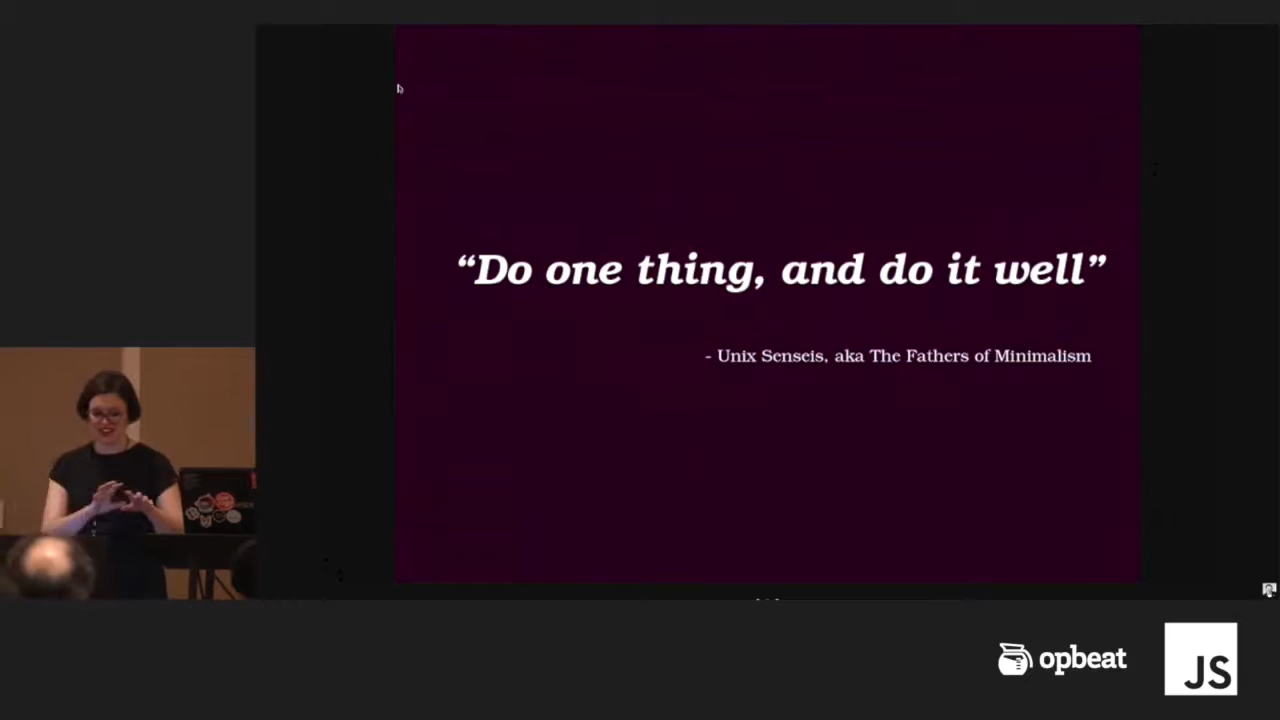 “Do one thing, and do it well”
- Unix Senseis, aka The Fathers of Minimalism
opbeat
JS